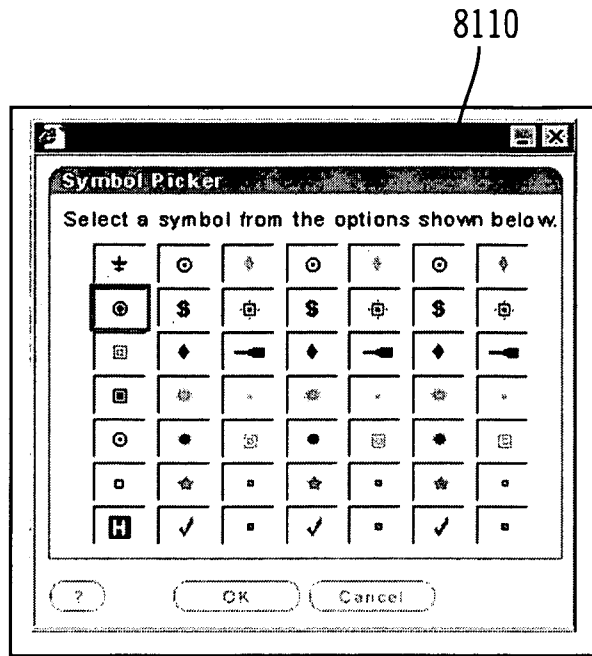 8110
Symbol Picker
Select a symbol from the options shown below.
$ $ $
H
? OK Cancel